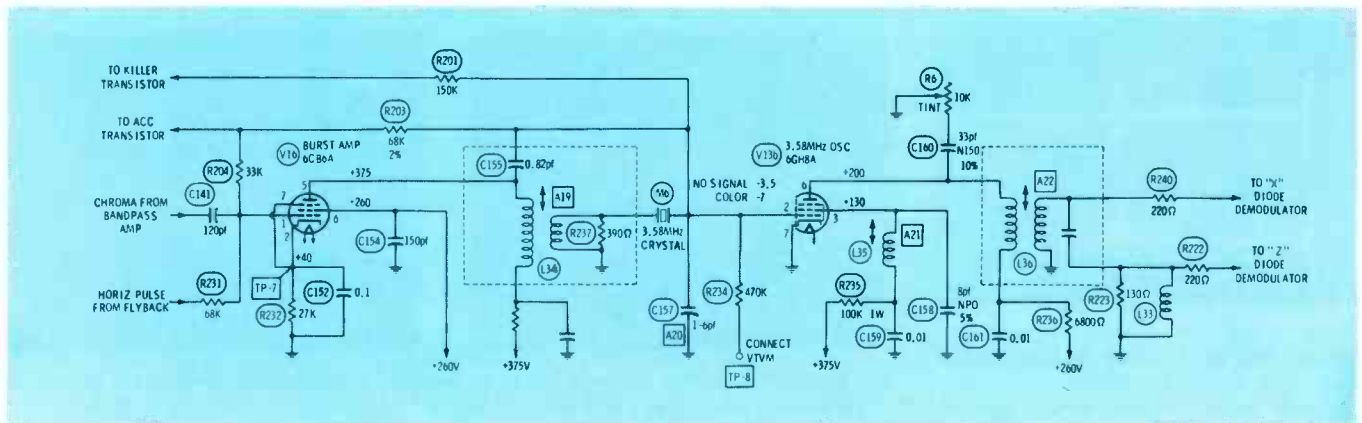 TO KILLER
TRANSISTOR
R201
150K
TO ACC
TRANSISTOR
R203
68K
2%
R204
33K
V16
BURST AMP
6CB6A
C141
CHROMA FROM
BANDPASS
AMP
120pf
HORIZ PULSE
FROM FLYBACK
R231
68K
5
7
1
2
6
+375
+260
+40
TP-7
C152
0.1
R232
27K
C154
150pf
+260V
C155
0.82pf
A19
R237
390Ω
L34
+375V
M6
3.58MHz
CRYSTAL
C157
1-6pf
A20
NO SIGNAL -3.5
COLOR -7
R234
470K
CONNECT
VTVM
TP-8
V13b
3.58MHz OSC
6GH8A
6
2
3
7
+200
+130
L35
A21
R235
100K
1W
+375V
C159
0.01
C158
8pf
NPO
5%
R6
10K
TINT
C160
33pf
N150
10%
A22
L36
C161
0.01
R236
6800Ω
+260V
R240
220Ω
TO "X"
DIODE
DEMODULATOR
R222
220Ω
TO "Z"
DIODE
DEMODULATOR
R223
130Ω
L33